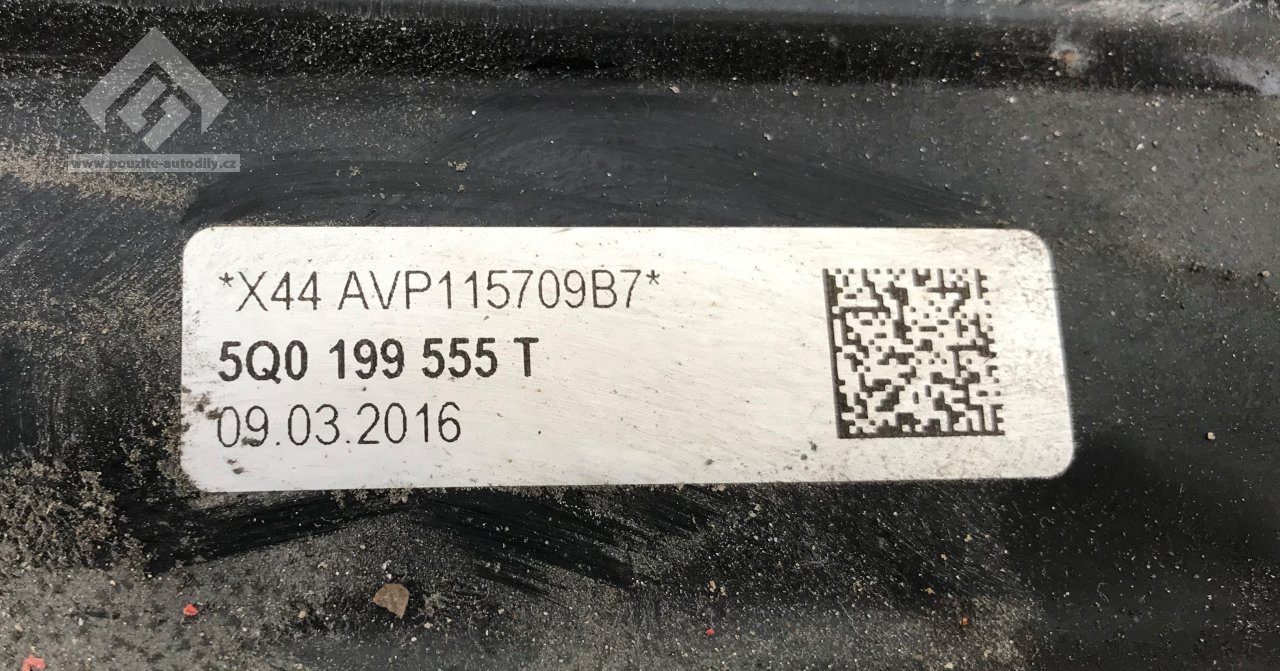 www.pouzite-autodily.cz
*X44 AVP115709B7*
5Q0 199 555 T
09.03.2016